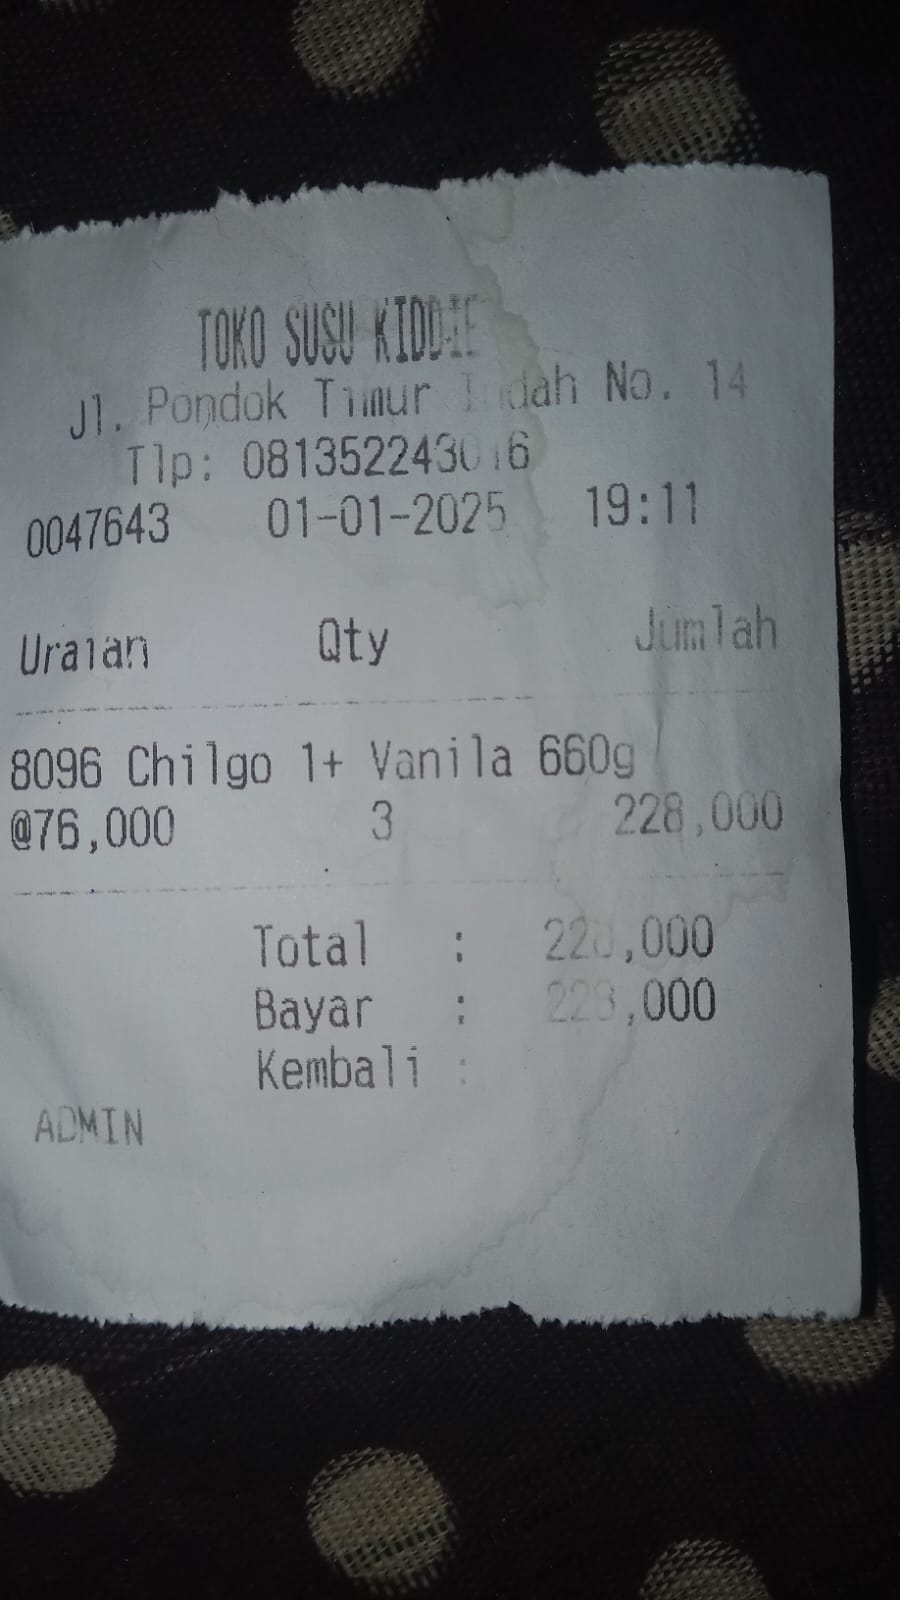 TOKO SUSU KIDDIE
Jl. Pondok Timur Indah No. 14
Tlp:
0047643 01-01-2025 19:11
Uraian Qty Jumlah
8096 Chilgo 1+ Vanila 660g
@76,000 3 228,000
Total : 228,000
Bayar : 228,000
Kembali :
ADMIN